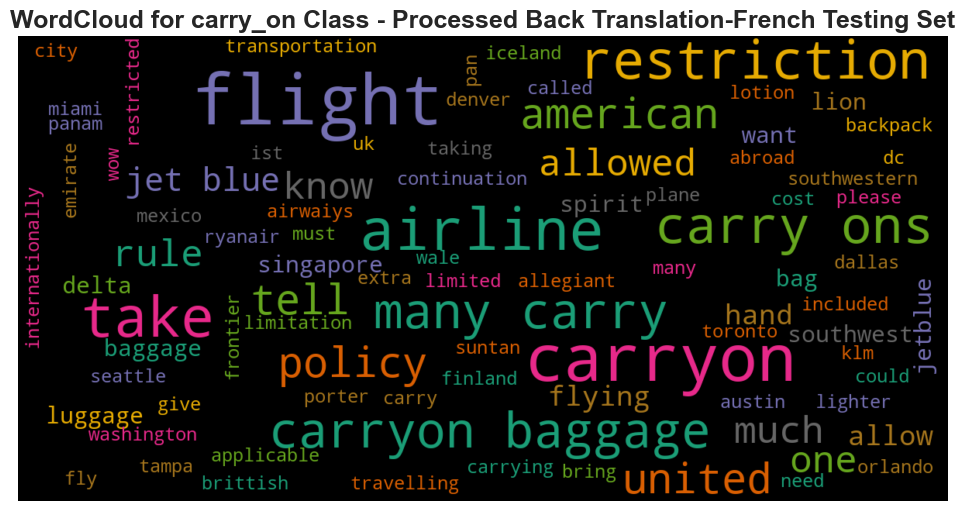 WordCloud for carry_on Class - Processed Back Translation-French Testing Set
city
transportation
iceland
restriction
restricted
pan
flight
called
lotion
denver
lion
miami
american
panam
want
backpack
uk
ist
taking
wow
emirate
allowed
abroad
dc
jet blue
know
continuation
southwestern
spirit
plane
cost
please
internationally
mexico
airwaiys
airline
carry ons
ryanair
must
rule
wale
singapore
dallas
extra
limited
allegiant
many
bag
delta
tell
take
many carry
hand
included
frontier
limitation
toronto
southwest
jetblue
baggage
policy
suntan
carryon
klm
seattle
finland
could
porter
carry
flying
austin
lighter
luggage
give
washington
carryon baggage
much
allow
applicable
one
tampa
carrying
bring
orlando
fly
brittish
travelling
united
need